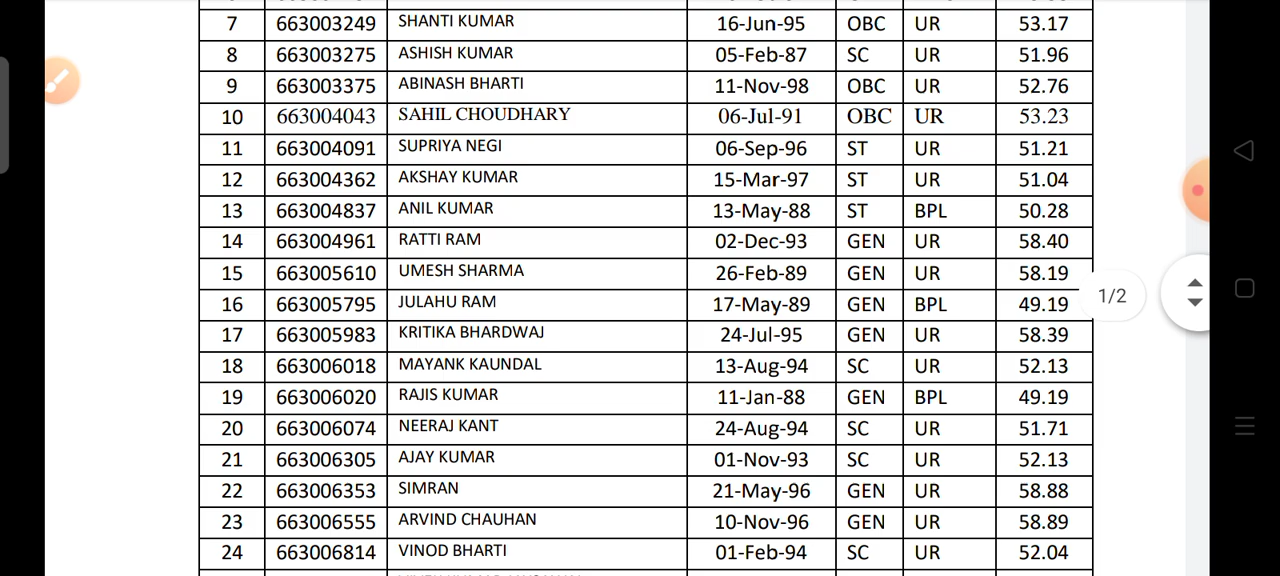 7 663003249 SHANTI KUMAR 16-Jun-95 OBC UR 53.17
8 663003275 ASHISH KUMAR 05-Feb-87 SC UR 51.96
9 663003375 ABINASH BHARTI 11-Nov-98 OBC UR 52.76
10 663004043 SAHIL CHOUDHARY 06-Jul-91 OBC UR 53.23
11 663004091 SUPRIYA NEGI 06-Sep-96 ST UR 51.21
12 663004362 AKSHAY KUMAR 15-Mar-97 ST UR 51.04
13 663004837 ANIL KUMAR 13-May-88 ST BPL 50.28
14 663004961 RATTI RAM 02-Dec-93 GEN UR 58.40
15 663005610 UMESH SHARMA 26-Feb-89 GEN UR 58.19
1/2
16 663005795 JULAHU RAM 17-May-89 GEN BPL 49.19
17 663005983 KRITIKA BHARDWAJ 24-Jul-95 GEN UR 58.39
18 663006018 MAYANK KAUNDAL 13-Aug-94 SC UR 52.13
19 663006020 RAJIS KUMAR 11-Jan-88 GEN BPL 49.19
20 663006074 NEERAJ KANT 24-Aug-94 SC UR 51.71
21 663006305 AJAY KUMAR 01-Nov-93 SC UR 52.13
22 663006353 SIMRAN 21-May-96 GEN UR 58.88
23 663006555 ARVIND CHAUHAN 10-Nov-96 GEN UR 58.89
24 663006814 VINOD BHARTI 01-Feb-94 SC UR 52.04